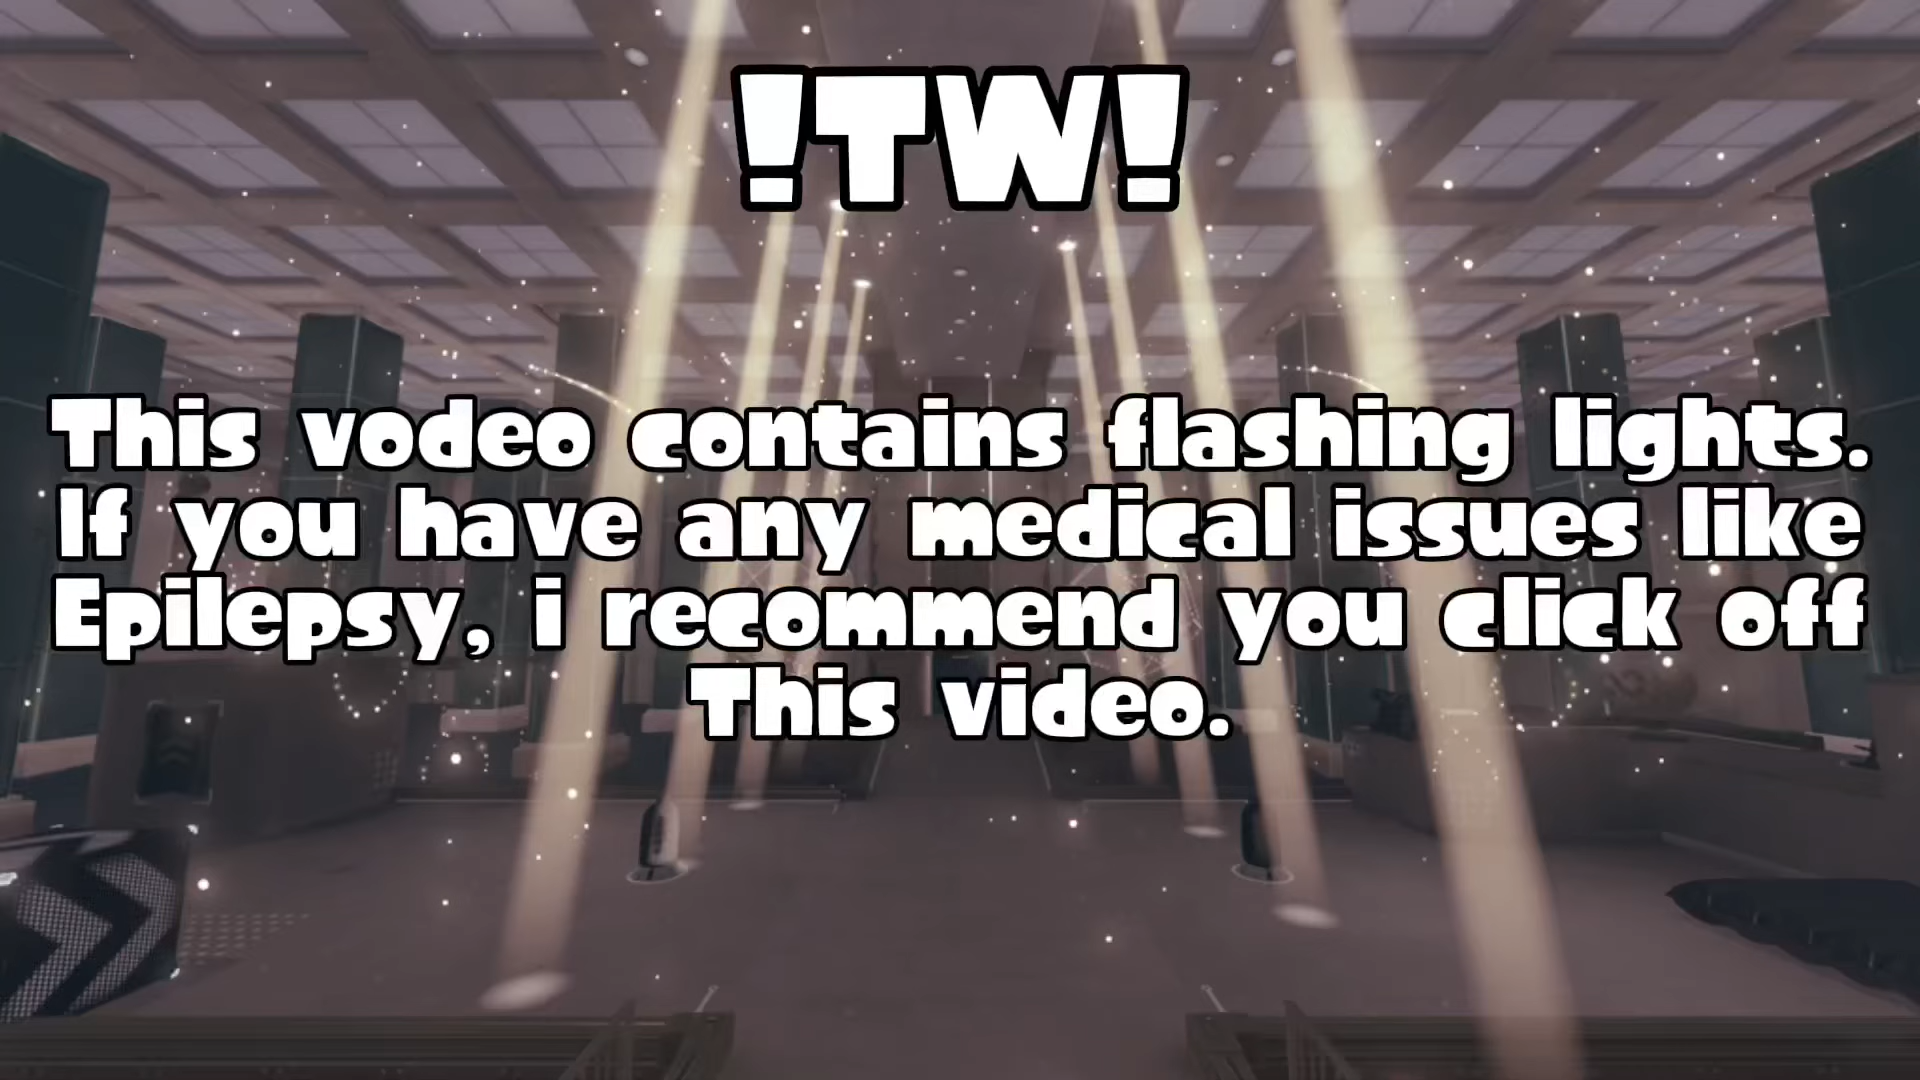 !TW!
This vodeo contains flashing lights.
If you have any medical issues like
Epilepsy, i recommend you click off
This video.